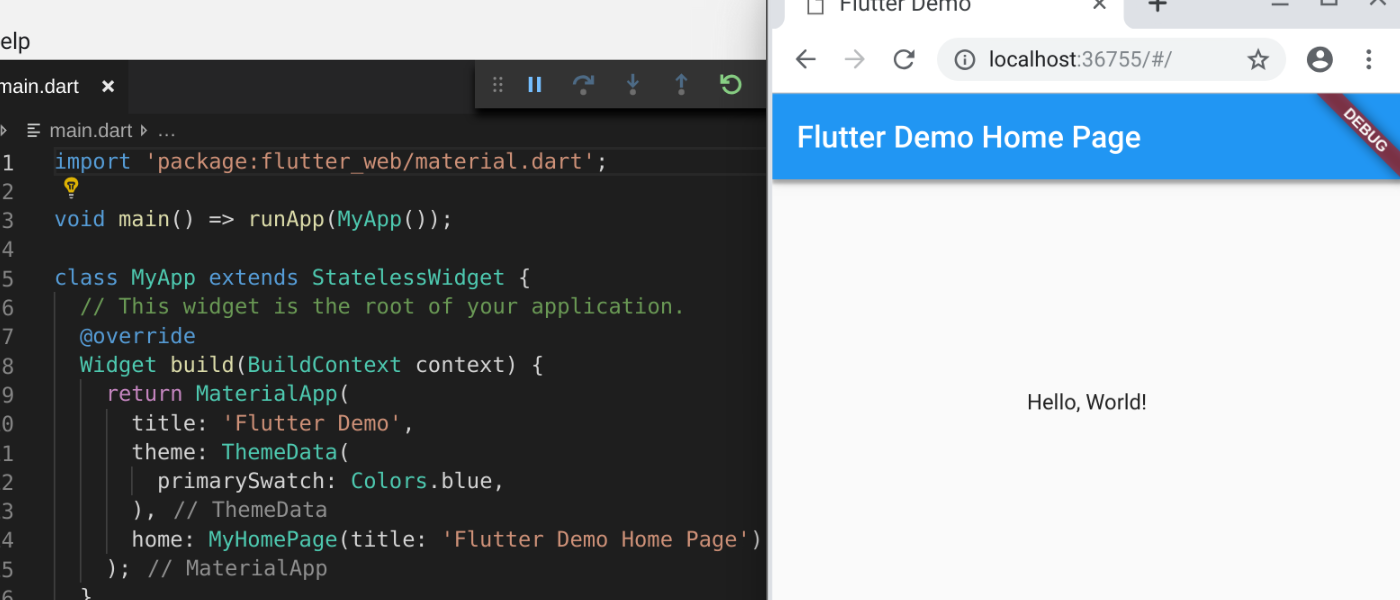 elp
main.dart
main.dart ...
1 import 'package:flutter_web/material.dart';
2
3 void main() => runApp(MyApp());
4
5 class MyApp extends StatelessWidget {
6 // This widget is the root of your application.
7 @override
8 Widget build(BuildContext context) {
9 return MaterialApp(
0 title: 'Flutter Demo',
1 theme: ThemeData(
2 primarySwatch: Colors.blue,
3 ), // ThemeData
4 home: MyHomePage(title: 'Flutter Demo Home Page')
5 ); // MaterialApp
6 }
Flutter Demo
localhost:36755/#/
Flutter Demo Home Page
DEBUG
Hello, World!